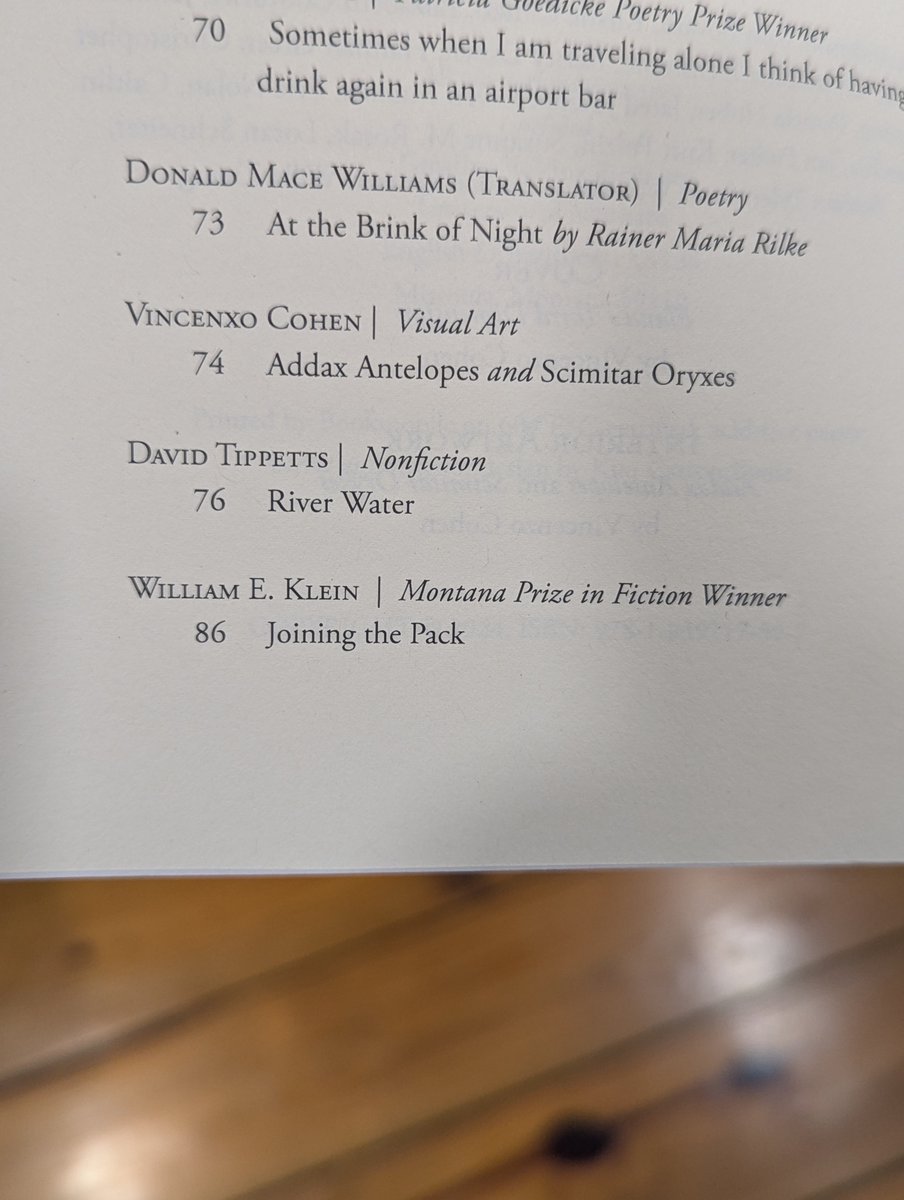 | Patricia Goedicke Poetry Prize Winner
70 Sometimes when I am traveling alone I think of having
drink again in an airport bar
DONALD MACE WILLIAMS (TRANSLATOR) | Poetry
73 At the Brink of Night by Rainer Maria Rilke
VINCENXO COHEN | Visual Art
74 Addax Antelopes and Scimitar Oryxes
DAVID TIPPETTS | Nonfiction
76 River Water
WILLIAM E. KLEIN | Montana Prize in Fiction Winner
86 Joining the Pack